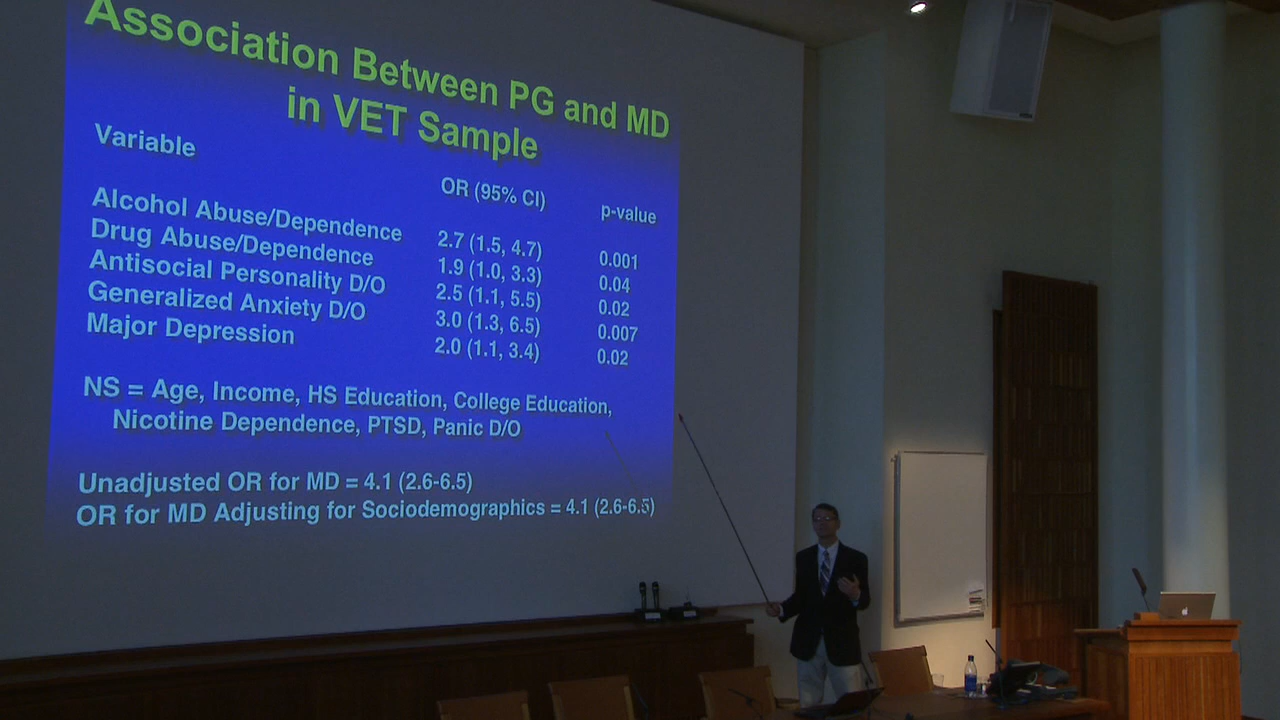 Association Between PG and MD
in VET Sample
Variable OR (95% CI) p-value
Alcohol Abuse/Dependence 2.7 (1.5, 4.7) 0.001
Drug Abuse/Dependence 1.9 (1.0, 3.3) 0.04
Antisocial Personality D/O 2.5 (1.1, 5.5) 0.02
Generalized Anxiety D/O 3.0 (1.3, 6.5) 0.007
Major Depression 2.0 (1.1, 3.4) 0.02
NS = Age, Income, HS Education, College Education,
Nicotine Dependence, PTSD, Panic D/O
Unadjusted OR for MD = 4.1 (2.6-6.5)
OR for MD Adjusting for Sociodemographics = 4.1 (2.6-6.5)